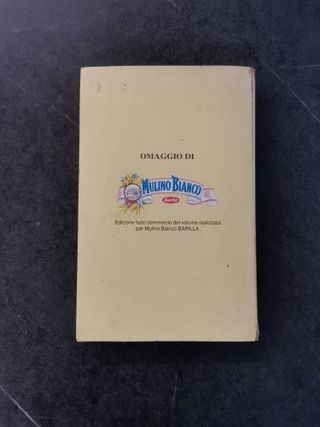 OMAGGIO DI
MULINO BIANCO
Barilla
Edizione fuori commercio del volume realizzata
per Mulino Bianco BARILLA